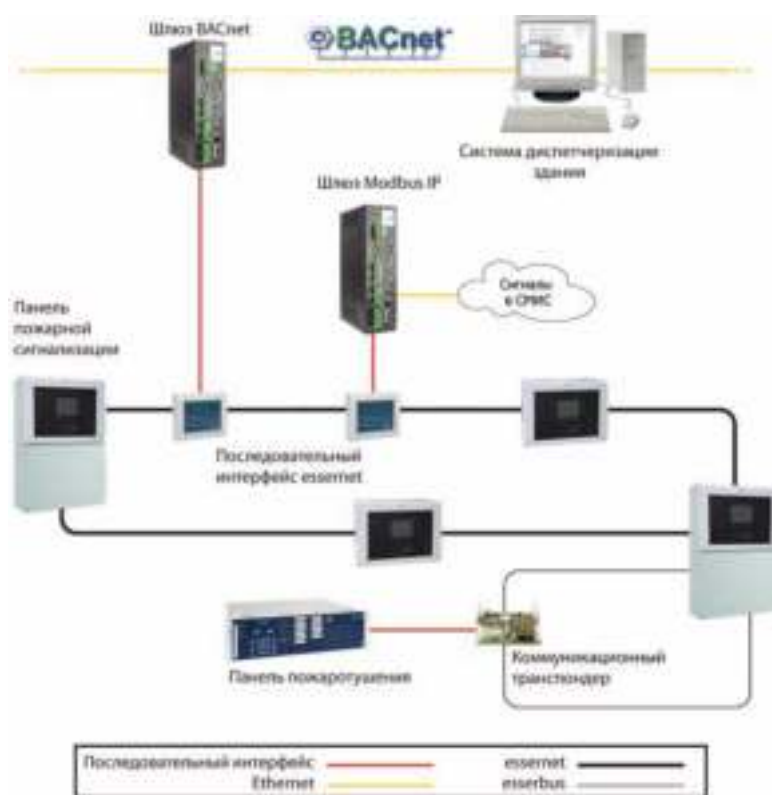 Шлюз BACnet
BACnet
Система диспетчеризации
здания
Шлюз Modbus IP
Сигналы
в СМИС
Панель
пожарной
сигнализации
Последовательный
интерфейс essernet
Панель пожаротушения
Коммуникационный
транспондер
Последовательный интерфейс
essernet
Ethernet
esserbus